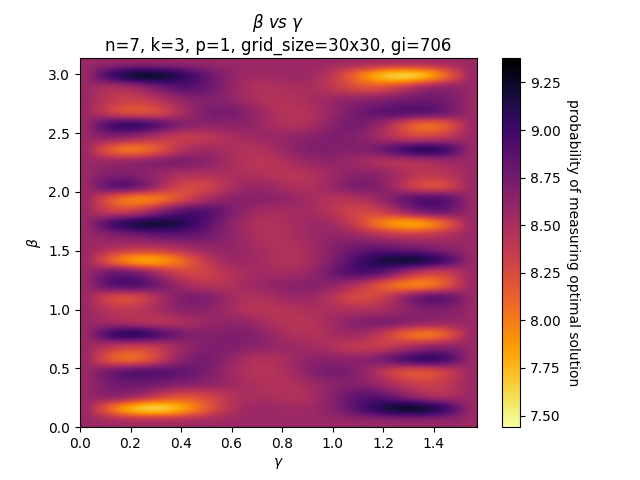 β vs γ
n=7, k=3, p=1, grid_size=30x30, gi=706
3.0
2.5
2.0
1.5
1.0
0.5
0.0
β
0.0 0.2 0.4 0.6 0.8 1.0 1.2 1.4
γ
9.25
9.00
8.75
8.50
8.25
8.00
7.75
7.50
probability of measuring optimal solution